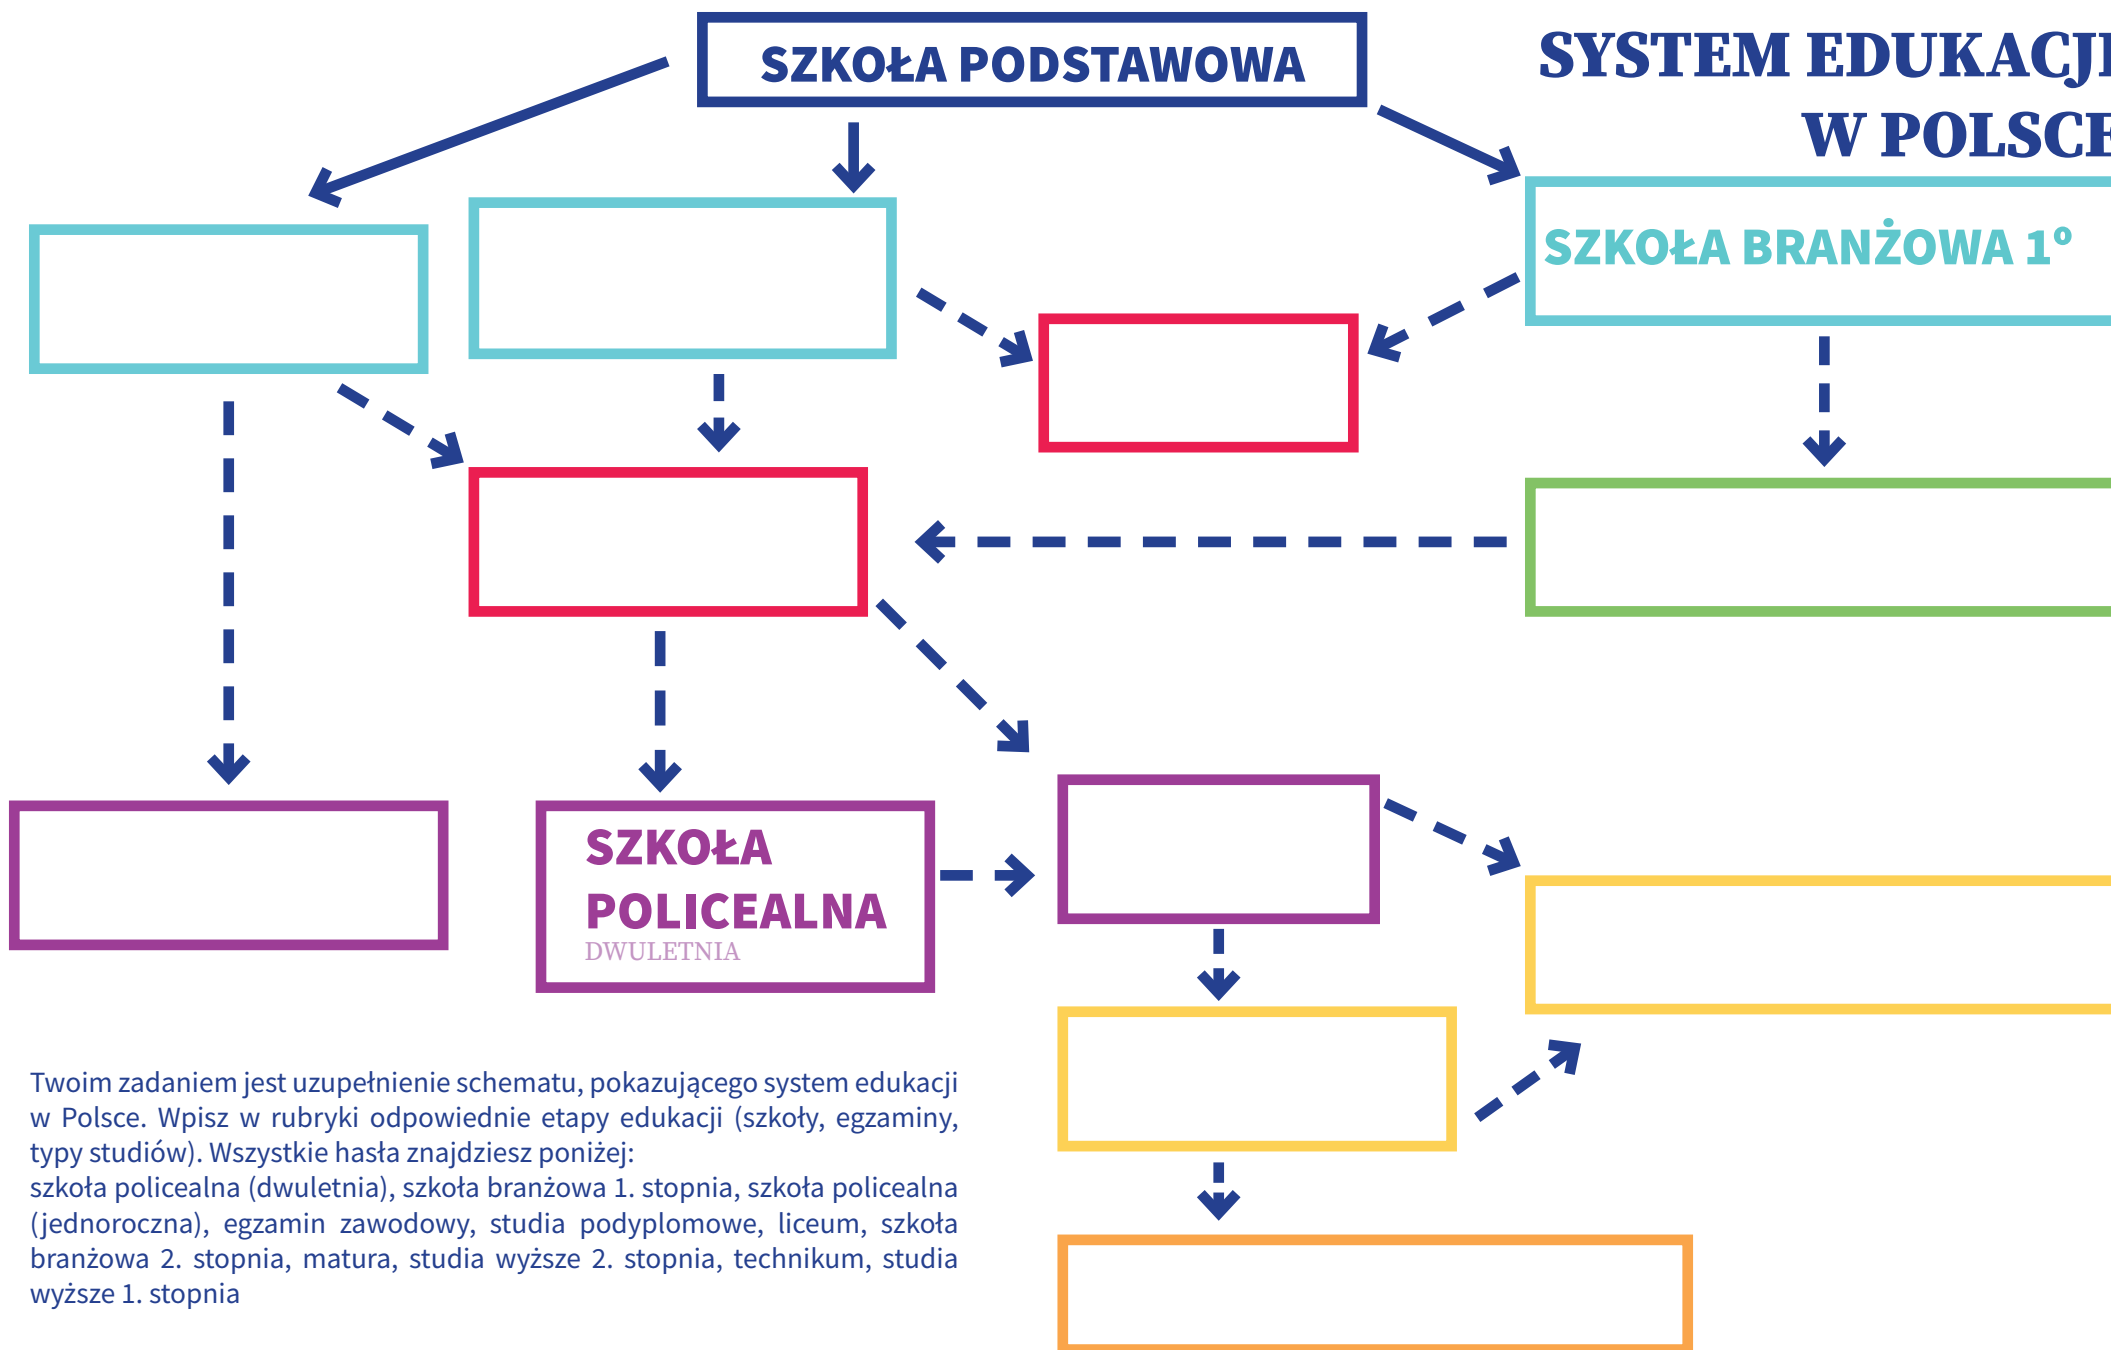 SZKOŁA PODSTAWOWA
SYSTEM EDUKACJI
W POLSCE
SZKOŁA BRANŻOWA 1º
SZKOŁA
POLICEALNA
DWULETNIA
Twoim zadaniem jest uzupełnienie schematu, pokazującego system edukacji
w Polsce. Wpisz w rubryki odpowiednie etapy edukacji (szkoły, egzaminy,
typy studiów). Wszystkie hasła znajdziesz poniżej:
szkoła policealna (dwuletnia), szkoła branżowa 1. stopnia, szkoła policealna
(jednoroczna), egzamin zawodowy, studia podyplomowe, liceum, szkoła
branżowa 2. stopnia, matura, studia wyższe 2. stopnia, technikum, studia
wyższe 1. stopnia